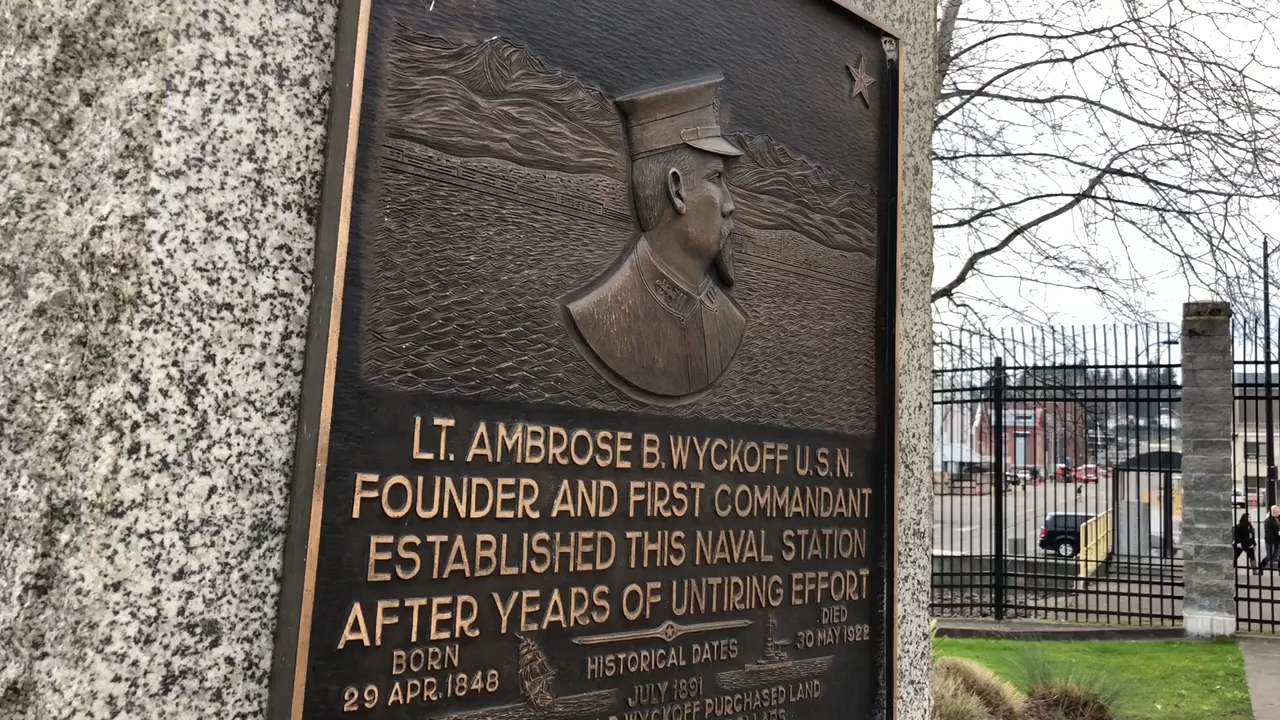 LT. AMBROSE B. WYCKOFF U.S.N.
FOUNDER AND FIRST COMMANDANT
ESTABLISHED THIS NAVAL STATION
AFTER YEARS OF UNTIRING EFFORT
BORN
29 APR. 1848
HISTORICAL DATES
DIED
30 MAY 1922
JULY 1891
WYCKOFF PURCHASED LAND